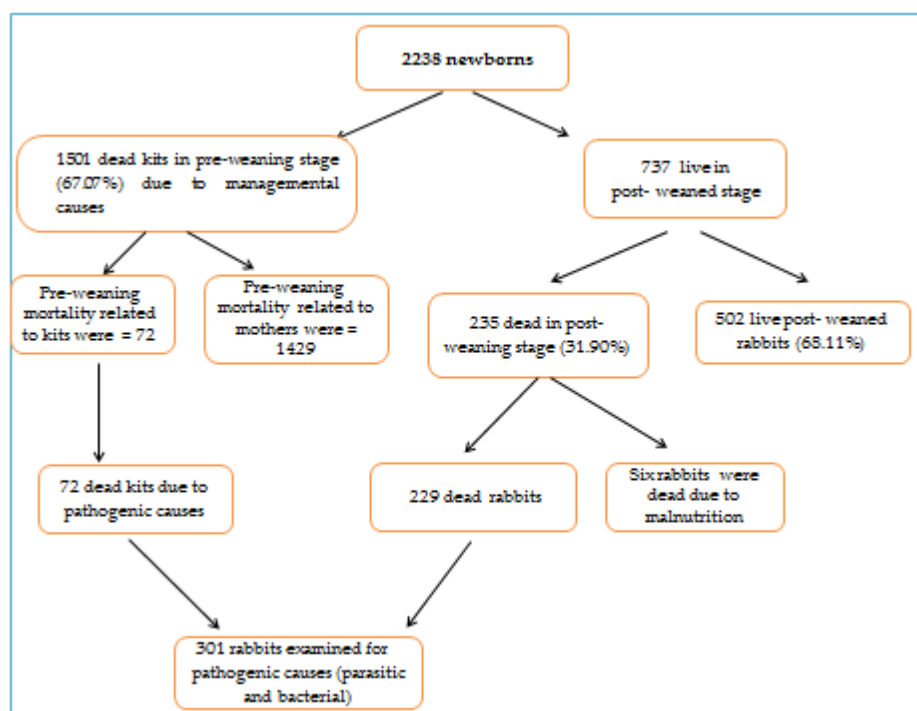 2238 newborns
1501 dead kits in pre-weaning stage
(67.07%) due to managemental
causes
737 live in
post- weaned stage
Pre-weaning
mortality related
to kits were = 72
Pre-weaning
mortality related to
mothers were =
1429
235 dead in post-
weaning stage (31.90%)
502 live post- weaned
rabbits (68.11%)
72 dead kits due to
pathogenic causes
229 dead rabbits
Six rabbits were
dead due to
malnutrition
301 rabbits examined for
pathogenic causes (parasitic
and bacterial)